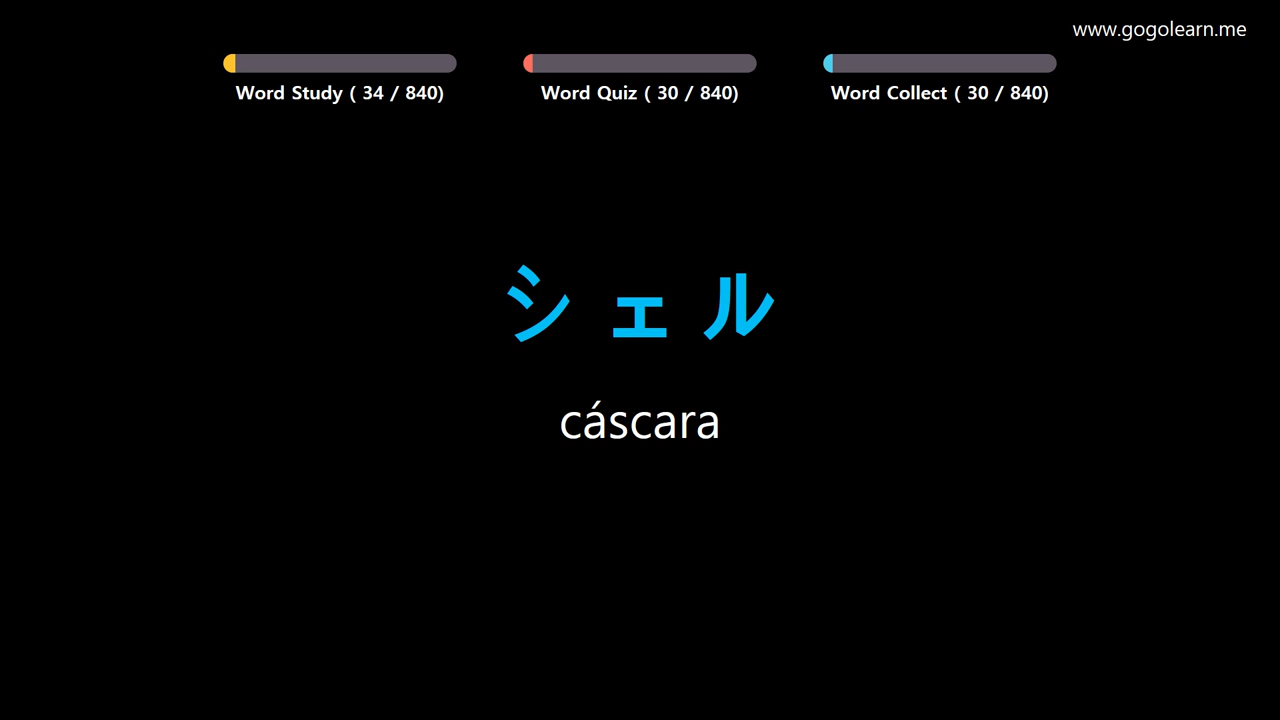 www.gogolearn.me
Word Study ( 34 / 840)
Word Quiz ( 30 / 840)
Word Collect ( 30 / 840)
シェル
cáscara